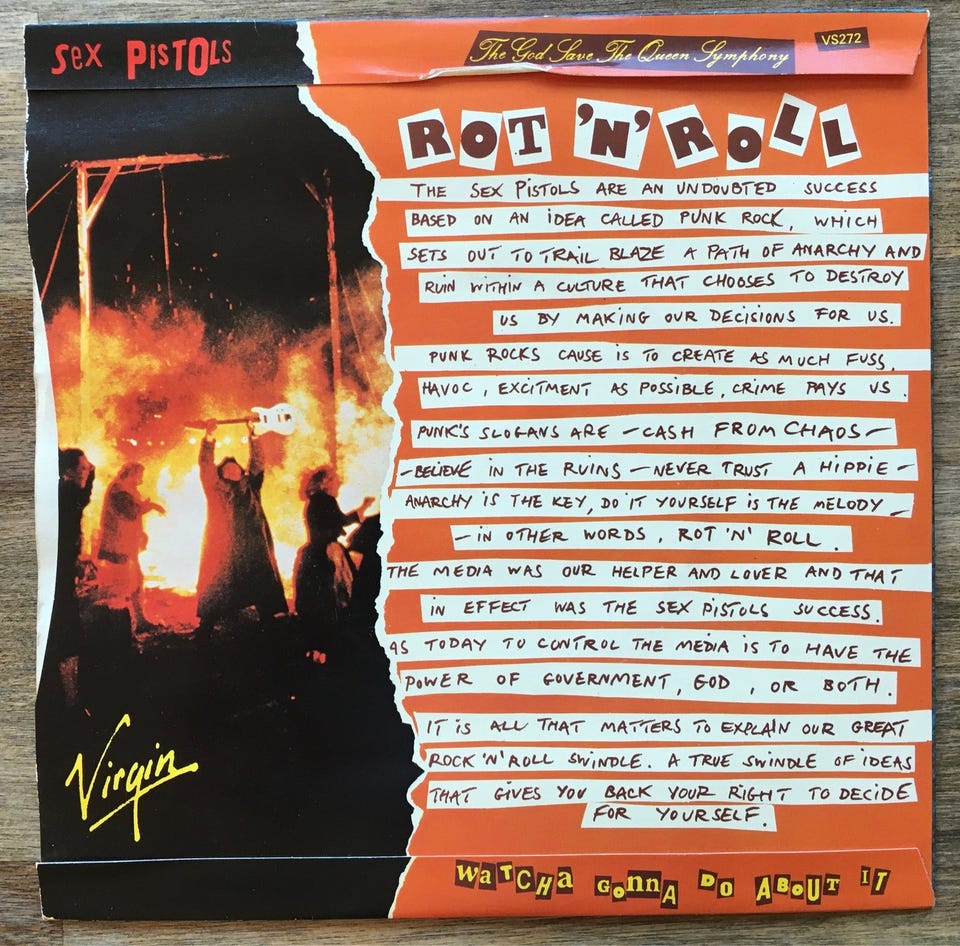 Sex PISTOLS
The God Save The Queen Symphony
VS272
ROT 'N' ROLL
THE SEX PISTOLS ARE AN UNDOUBTED SUCCESS
BASED ON AN IDEA CALLED PUNK ROCK, WHICH
SETS OUT TO TRAIL BLAZE A PATH OF ANARCHY AND
RUIN WITHIN A CULTURE THAT CHOOSES TO DESTROY
US BY MAKING OUR DECISIONS FOR US.
PUNK ROCKS CAUSE IS TO CREATE AS MUCH FUSS,
HAVOC, EXCITMENT AS POSSIBLE, CRIME PAYS US.
PUNK'S SLOGANS ARE – CASH FROM CHAOS –
– BELIEVE IN THE RUINS – NEVER TRUST A HIPPIE –
ANARCHY IS THE KEY, DO IT YOURSELF IS THE MELODY –
– IN OTHER WORDS, ROT 'N' ROLL.
THE MEDIA WAS OUR HELPER AND LOVER AND THAT
IN EFFECT WAS THE SEX PISTOLS SUCCESS.
AS TODAY TO CONTROL THE MEDIA IS TO HAVE THE
POWER OF GOVERNMENT, GOD, OR BOTH.
IT IS ALL THAT MATTERS TO EXPLAIN OUR GREAT
ROCK 'N' ROLL SWINDLE. A TRUE SWINDLE OF IDEAS
THAT GIVES YOU BACK YOUR RIGHT TO DECIDE
FOR YOURSELF.
Virgin
WaTCHa GonnA DO ABOUT IT